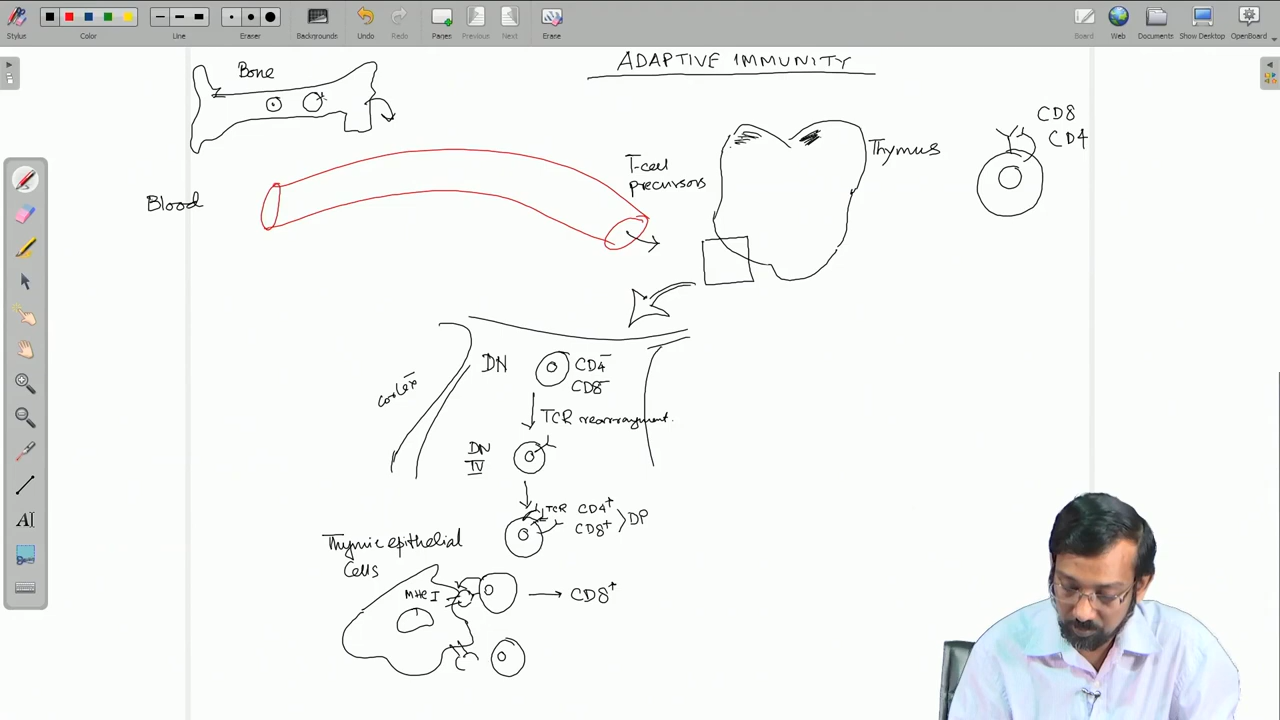 Stylus
Color
Line
Eraser
Backgrounds
Undo
Redo
Pages
Previous
Next
Erase
Board
Web
Documents
Show Desktop
OpenBoard
ADAPTIVE IMMUNITY
Bone
CD8
CD4
T-cell
precursors
Thymus
Blood
DN
CD4-
CD8-
cortex
TCR rearrangement.
DN
IV
TCR
CD4+
CD8+
DP
Thymic epithelial
Cells
MHC I
CD8+